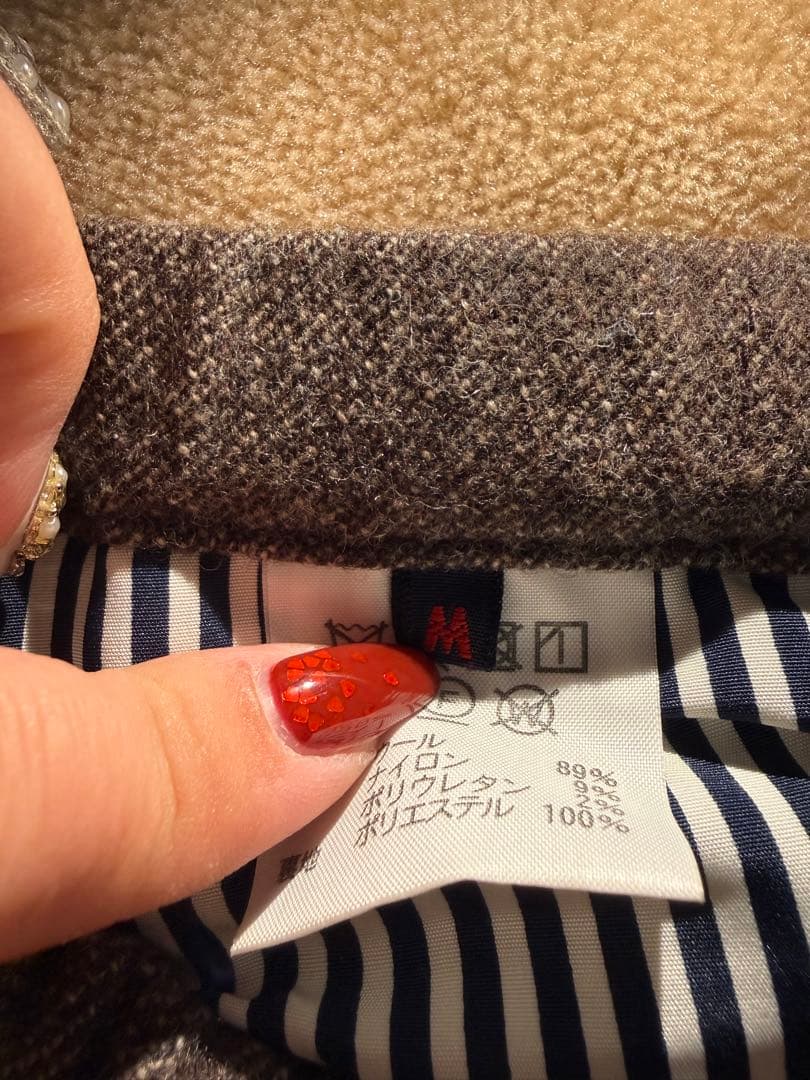 M
ウール 89%
ナイロン 9%
ポリウレタン 2%
裏地 ポリエステル 100%